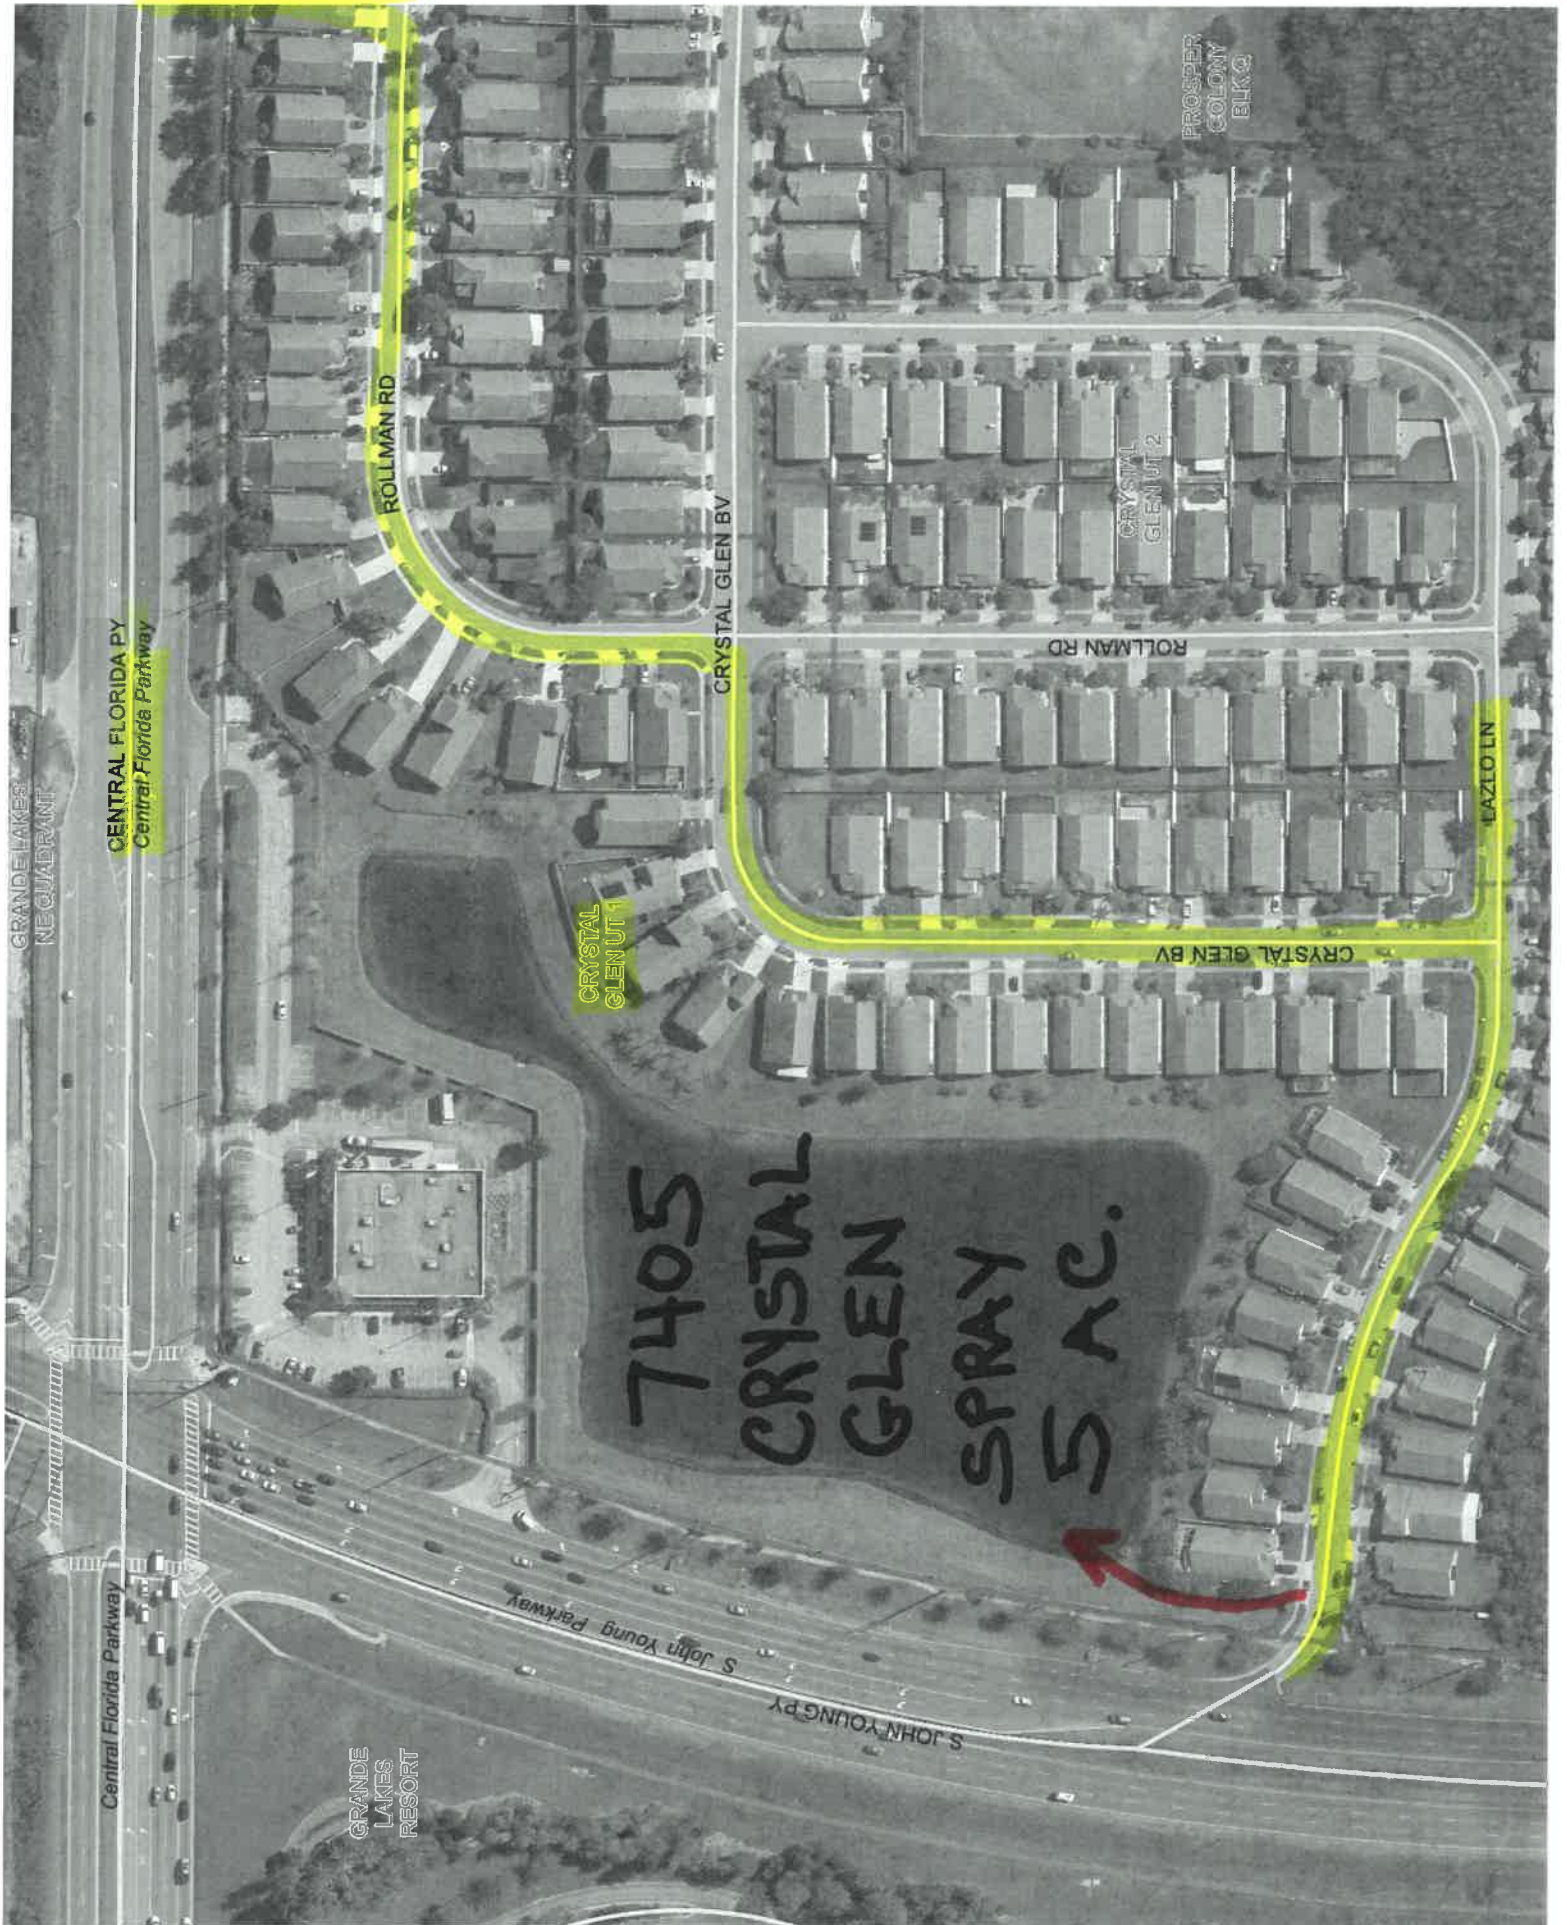 GRANDE LAKES
NE QUADRANT
CENTRAL FLORIDA PY
Central Florida Parkway
ROLLMAN RD
CRYSTAL GLEN BV
PROSPER
COLONY
BLK Q
CRYSTAL
GLEN UT 2
ROLLMAN RD
LAZLO LN
CRYSTAL
GLEN UT 1
CRYSTAL GLEN BV
7405
CRYSTAL
GLEN
SPRAY
5 AC.
Central Florida Parkway
S John Young Parkway
S JOHN YOUNG PY
GRANDE
LAKES
RESORT